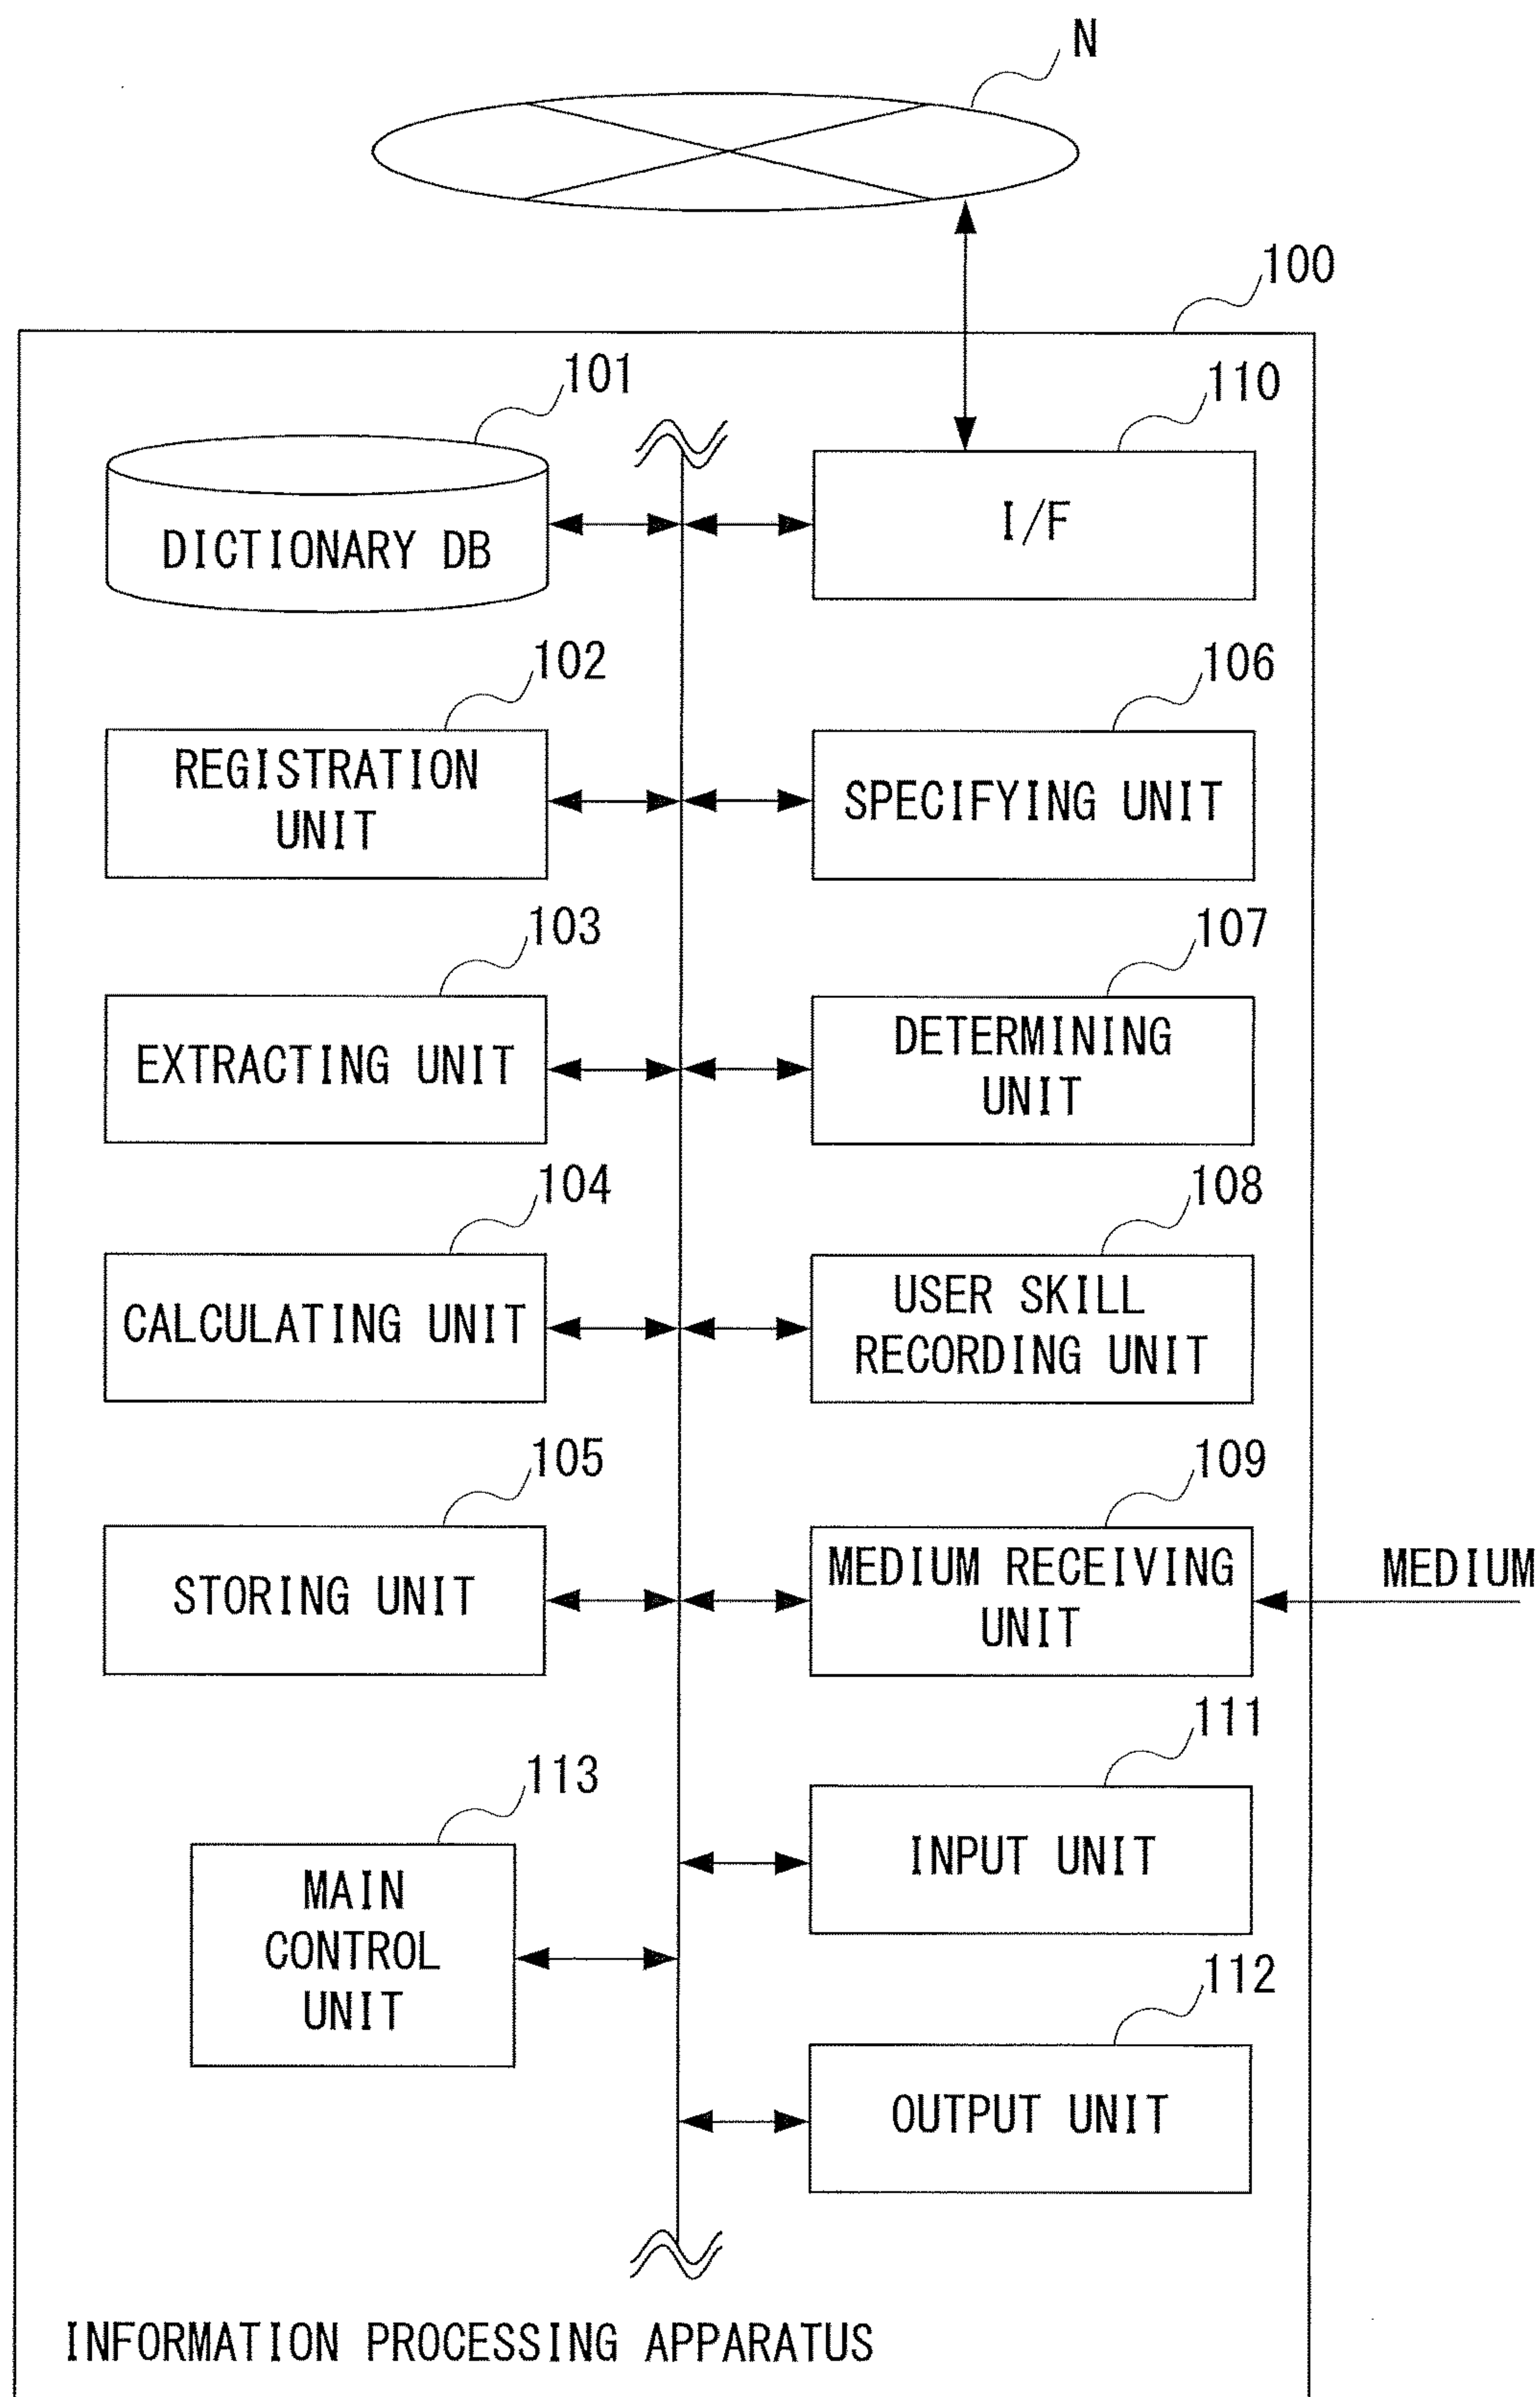 N
100
101
110
DICTIONARY DB
I/F
102
106
REGISTRATION
UNIT
SPECIFYING UNIT
103
107
EXTRACTING UNIT
DETERMINING
UNIT
104
108
CALCULATING UNIT
USER SKILL
RECORDING UNIT
105
109
STORING UNIT
MEDIUM RECEIVING
UNIT
MEDIUM
111
113
INPUT UNIT
MAIN
CONTROL
UNIT
112
OUTPUT UNIT
INFORMATION PROCESSING APPARATUS